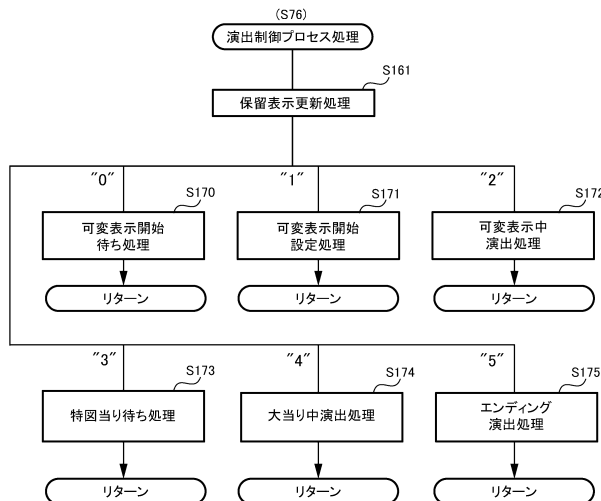 (S76)
演出制御プロセス処理
S161
保留表示更新処理
"0"
S170
"1"
S171
"2"
S172
可変表示開始
待ち処理
可変表示開始
設定処理
可変表示中
演出処理
リターン
リターン
リターン
"3"
S173
"4"
S174
"5"
S175
特図当り待ち処理
大当り中演出処理
エンディング
演出処理
リターン
リターン
リターン